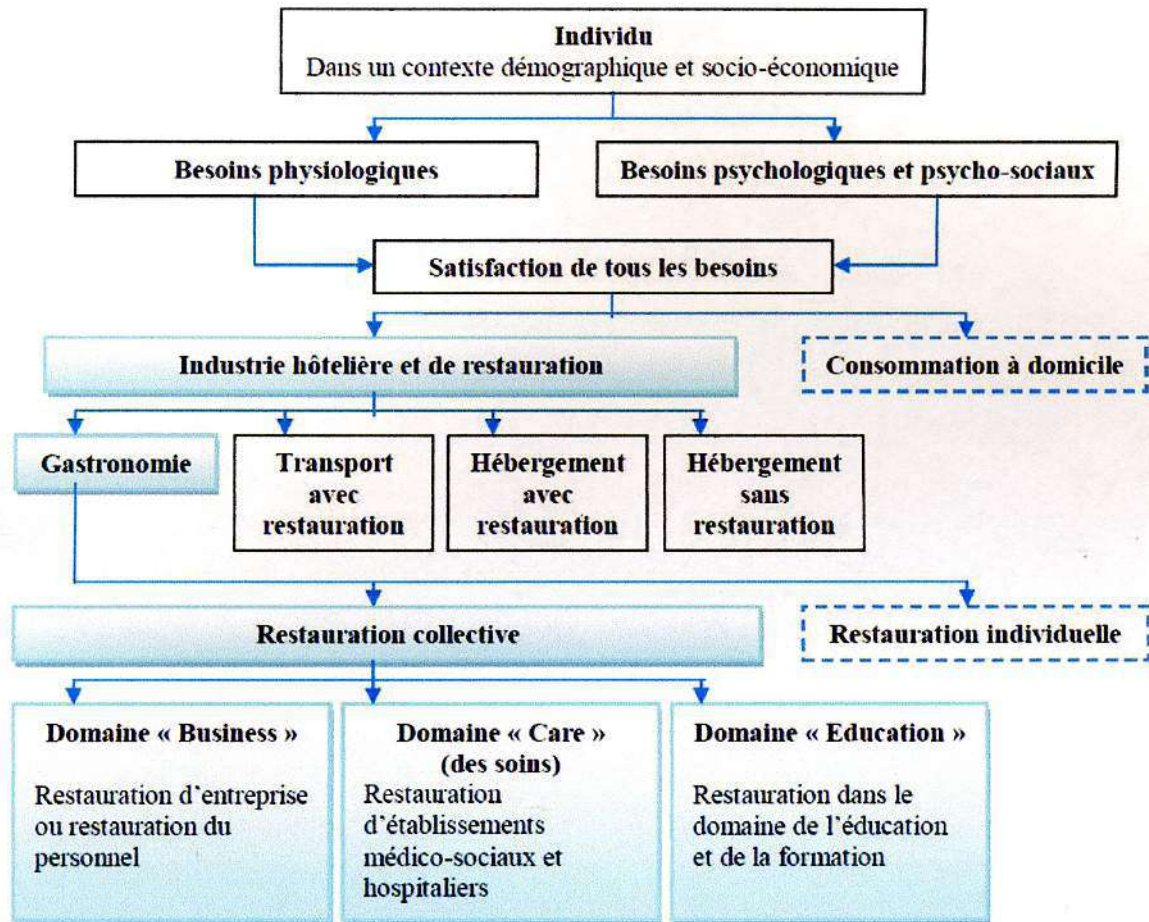 Individu
Dans un contexte démographique et socio-économique
Besoins physiologiques
Besoins psychologiques et psycho-sociaux
Satisfaction de tous les besoins
Industrie hôtelière et de restauration
Consommation à domicile
Gastronomie
Transport
avec
restauration
Hébergement
avec
restauration
Hébergement
sans
restauration
Restauration collective
Restauration individuelle
Domaine « Business »
Restauration d'entreprise
ou restauration du
personnel
Domaine « Care »
(des soins)
Restauration
d'établissements
médico-sociaux et
hospitaliers
Domaine « Education »
Restauration dans le
domaine de l'éducation
et de la formation